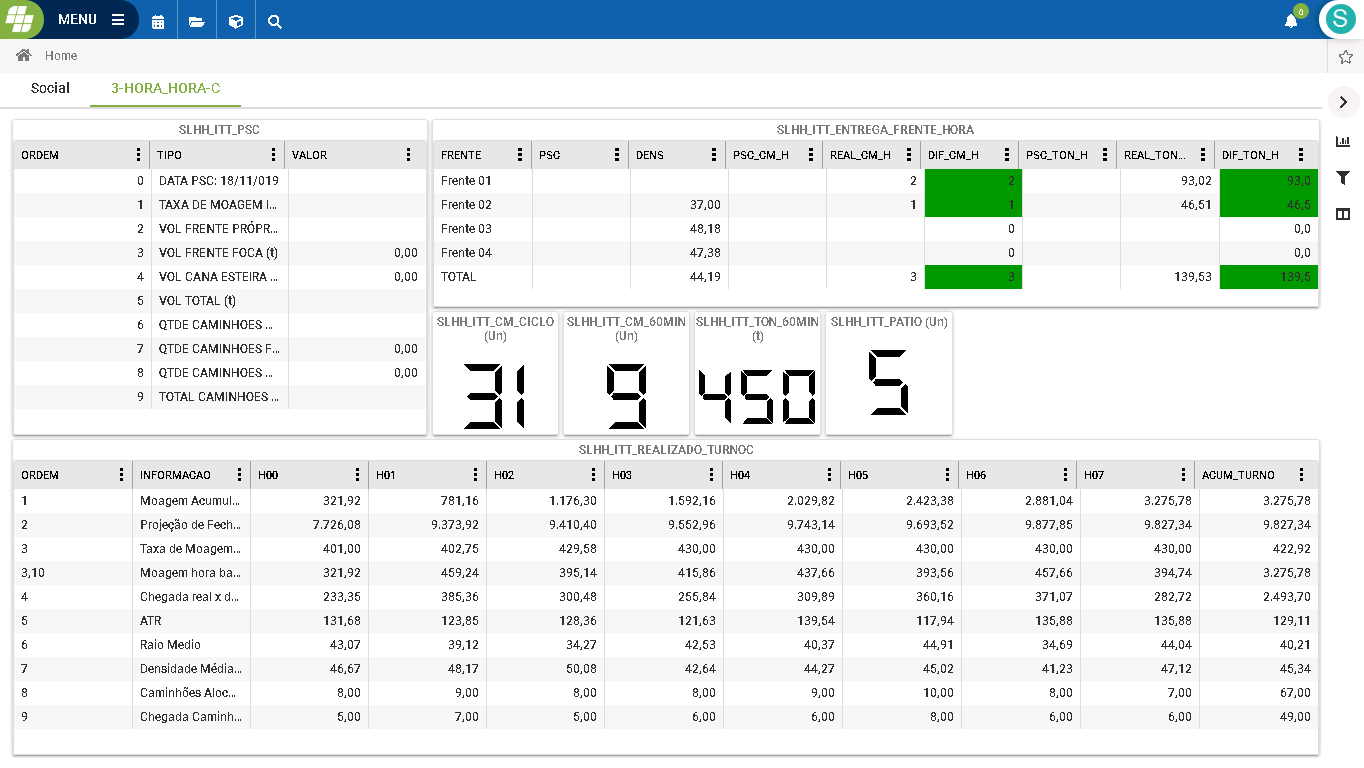 MENU
0
S
Home
Social 3-HORA_HORA-C
SLHH_ITT_PSC
ORDEM TIPO VALOR
0 DATA PSC: 18/11/019
1 TAXA DE MOAGEM I...
2 VOL FRENTE PRÓPR...
3 VOL FRENTE FOCA (t) 0,00
4 VOL CANA ESTEIRA ... 0,00
5 VOL TOTAL (t)
6 QTDE CAMINHOES ...
7 QTDE CAMINHOES F... 0,00
8 QTDE CAMINHOES ... 0,00
9 TOTAL CAMINHOES ...
SLHH_ITT_ENTREGA_FRENTE_HORA
FRENTE PSC DENS PSC_CM_H REAL_CM_H DIF_CM_H PSC_TON_H REAL_TON... DIF_TON_H
Frente 01 2 2 93,02 93,0
Frente 02 37,00 1 1 46,51 46,5
Frente 03 48,18 0 0,0
Frente 04 47,38 0 0,0
TOTAL 44,19 3 3 139,53 139,5
SLHH_ITT_CM_CICLO
(Un)
31
SLHH_ITT_CM_60MIN
(Un)
9
SLHH_ITT_TON_60MIN
(t)
450
SLHH_ITT_PATIO (Un)
5
SLHH_ITT_REALIZADO_TURNOC
ORDEM INFORMACAO H00 H01 H02 H03 H04 H05 H06 H07 ACUM_TURNO
1 Moagem Acumul... 321,92 781,16 1.176,30 1.592,16 2.029,82 2.423,38 2.881,04 3.275,78 3.275,78
2 Projeção de Fech... 7.726,08 9.373,92 9.410,40 9.552,96 9.743,14 9.693,52 9.877,85 9.827,34 9.827,34
3 Taxa de Moagem... 401,00 402,75 429,58 430,00 430,00 430,00 430,00 430,00 422,92
3,10 Moagem hora ba... 321,92 459,24 395,14 415,86 437,66 393,56 457,66 394,74 3.275,78
4 Chegada real x d... 233,35 385,36 300,48 255,84 309,89 360,16 371,07 282,72 2.493,70
5 ATR 131,68 123,85 128,36 121,63 139,54 117,94 135,88 135,88 129,11
6 Raio Medio 43,07 39,12 34,27 42,53 40,37 44,91 34,69 44,04 40,21
7 Densidade Média... 46,67 48,17 50,08 42,64 44,27 45,02 41,23 47,12 45,34
8 Caminhões Aloc... 8,00 9,00 8,00 8,00 9,00 10,00 8,00 7,00 67,00
9 Chegada Caminh... 5,00 7,00 5,00 6,00 6,00 8,00 6,00 6,00 49,00